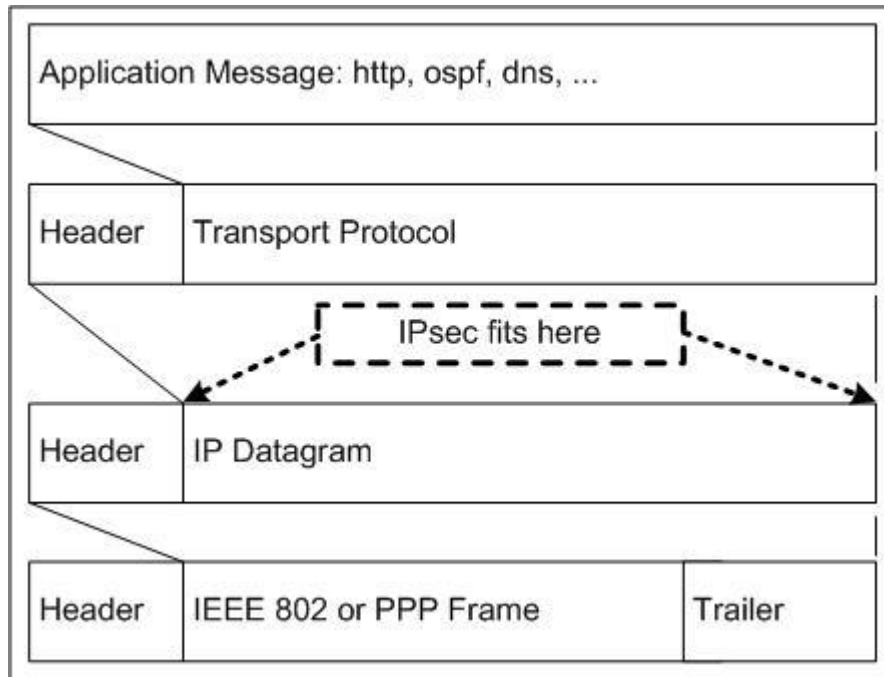 Application Message: http, ospf, dns, ...
Header Transport Protocol
IPsec fits here
Header IP Datagram
Header IEEE 802 or PPP Frame Trailer